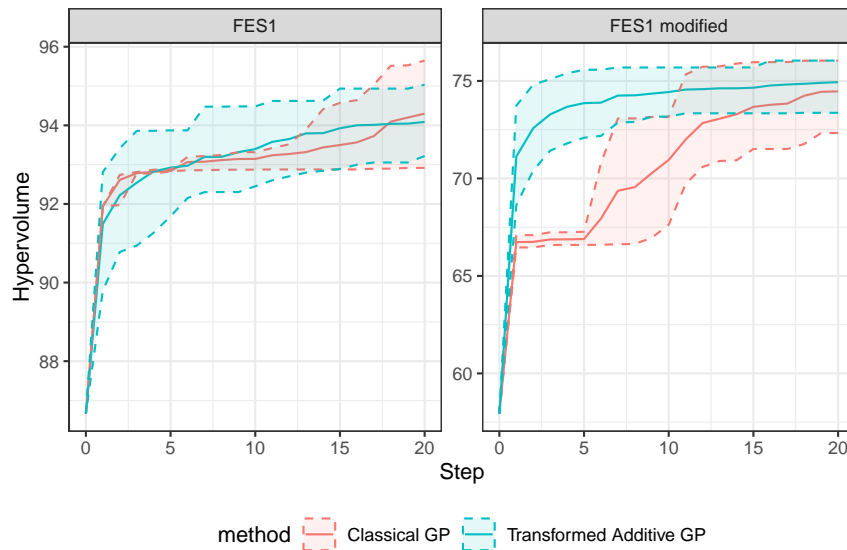 FES1
FES1 modified
96
94
92
90
88
75
70
65
60
Hypervolume
0
5
10
15
20
0
5
10
15
20
Step
method
Classical GP
Transformed Additive GP